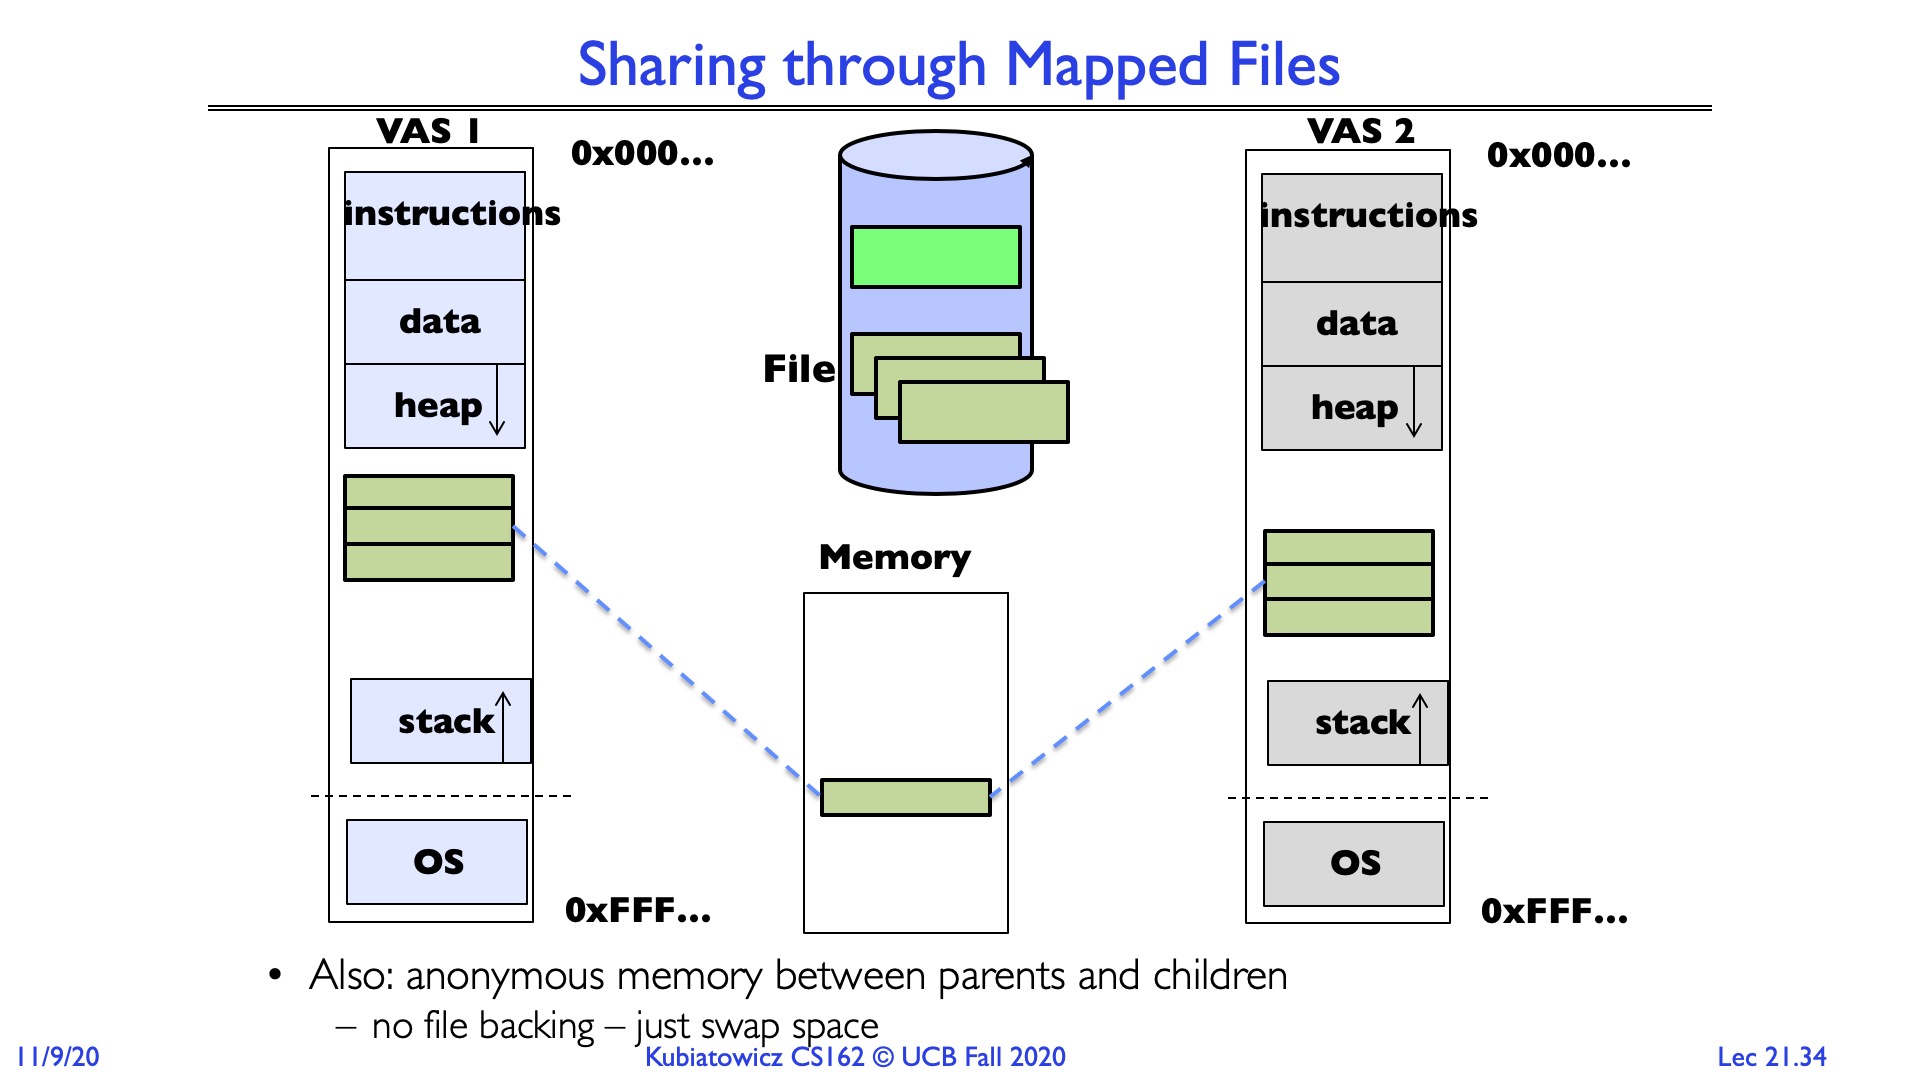 Sharing through Mapped Files
VAS 1
0x000…
instructions
data
heap
stack
OS
0xFFF…
File
Memory
VAS 2
0x000…
instructions
data
heap
stack
OS
0xFFF…
• Also: anonymous memory between parents and children
– no file backing – just swap space
11/9/20
Kubiatowicz CS162 © UCB Fall 2020
Lec 21.34